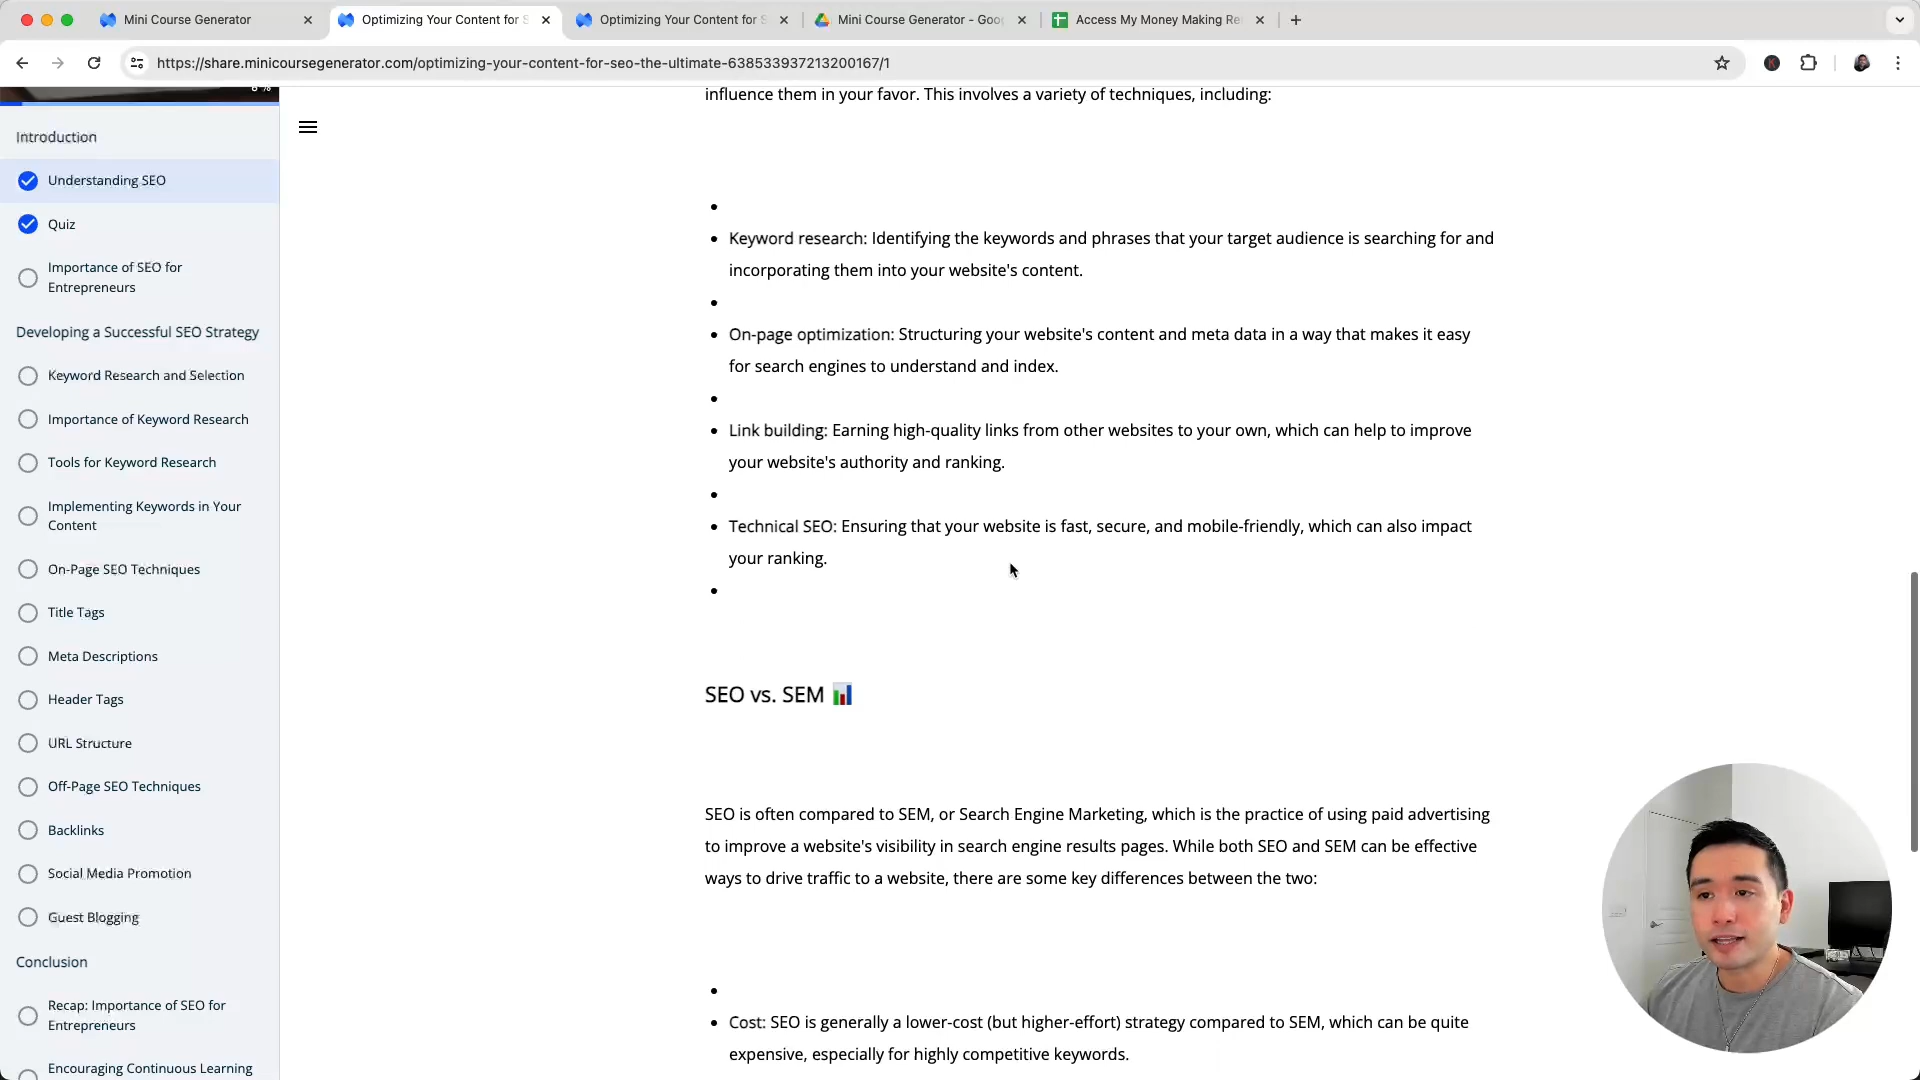 Mini Course Generator
Optimizing Your Content for S
Optimizing Your Content for S
Mini Course Generator - Goo
Access My Money Making Re
https://share.minicoursegenerator.com/optimizing-your-content-for-seo-the-ultimate-638533937213200167/1
Introduction
Understanding SEO
Quiz
Importance of SEO for
Entrepreneurs
Developing a Successful SEO Strategy
Keyword Research and Selection
Importance of Keyword Research
Tools for Keyword Research
Implementing Keywords in Your
Content
On-Page SEO Techniques
Title Tags
Meta Descriptions
Header Tags
URL Structure
Off-Page SEO Techniques
Backlinks
Social Media Promotion
Guest Blogging
Conclusion
Recap: Importance of SEO for
Entrepreneurs
Encouraging Continuous Learning
influence them in your favor. This involves a variety of techniques, including:
•
• Keyword research: Identifying the keywords and phrases that your target audience is searching for and
incorporating them into your website's content.
•
• On-page optimization: Structuring your website's content and meta data in a way that makes it easy
for search engines to understand and index.
•
• Link building: Earning high-quality links from other websites to your own, which can help to improve
your website's authority and ranking.
•
• Technical SEO: Ensuring that your website is fast, secure, and mobile-friendly, which can also impact
your ranking.
•
SEO vs. SEM 📊
SEO is often compared to SEM, or Search Engine Marketing, which is the practice of using paid advertising
to improve a website's visibility in search engine results pages. While both SEO and SEM can be effective
ways to drive traffic to a website, there are some key differences between the two:
•
• Cost: SEO is generally a lower-cost (but higher-effort) strategy compared to SEM, which can be quite
expensive, especially for highly competitive keywords.